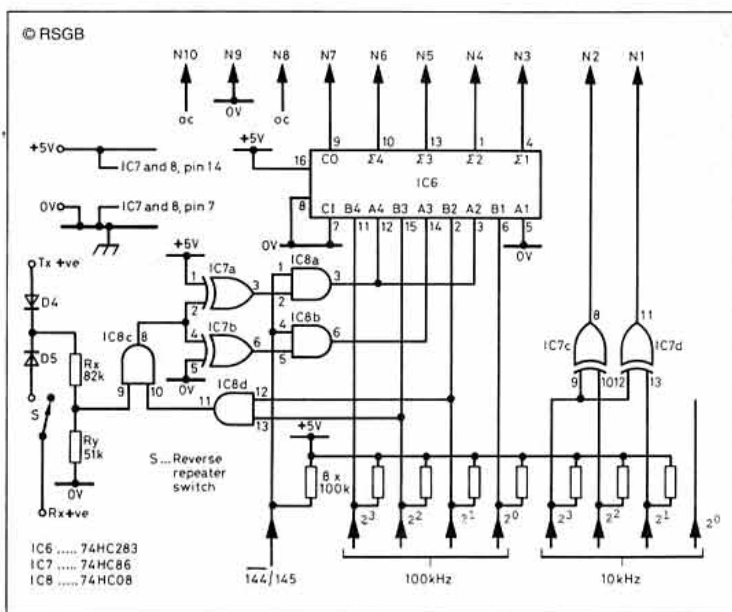 © RSGB
N10 N9 N8 N7 N6 N5 N4 N3 N2 N1
oc 0V oc
9 10 13 1 4
+5V
16 CO Σ4 Σ3 Σ2 Σ1
IC6
8 CI B4 A4 B3 A3 B2 A2 B1 A1
7 11 12 15 14 2 3 6 5
0V 0V
+5V
IC7 and 8, pin 14
0V
IC7 and 8, pin 7
+5V
IC7a
1 3
2
IC8a
1 3
2
IC7b
4 6
5
0V
IC8b
4 6
5
Tx +ve
D4
D5
S
Rx
82k
Ry
51k
0V
Rx+ve
IC8c
8
9 10
IC8d
11 12
13
S...Reverse
repeater
switch
+5V
8 x
100k
8 11
IC7c IC7d
9 10 12 13
2³ 2² 2¹ 2⁰ 2³ 2² 2¹ 2⁰
144/145 100kHz 10kHz
IC6 ..... 74HC283
IC7 ..... 74HC86
IC8 ..... 74HC08